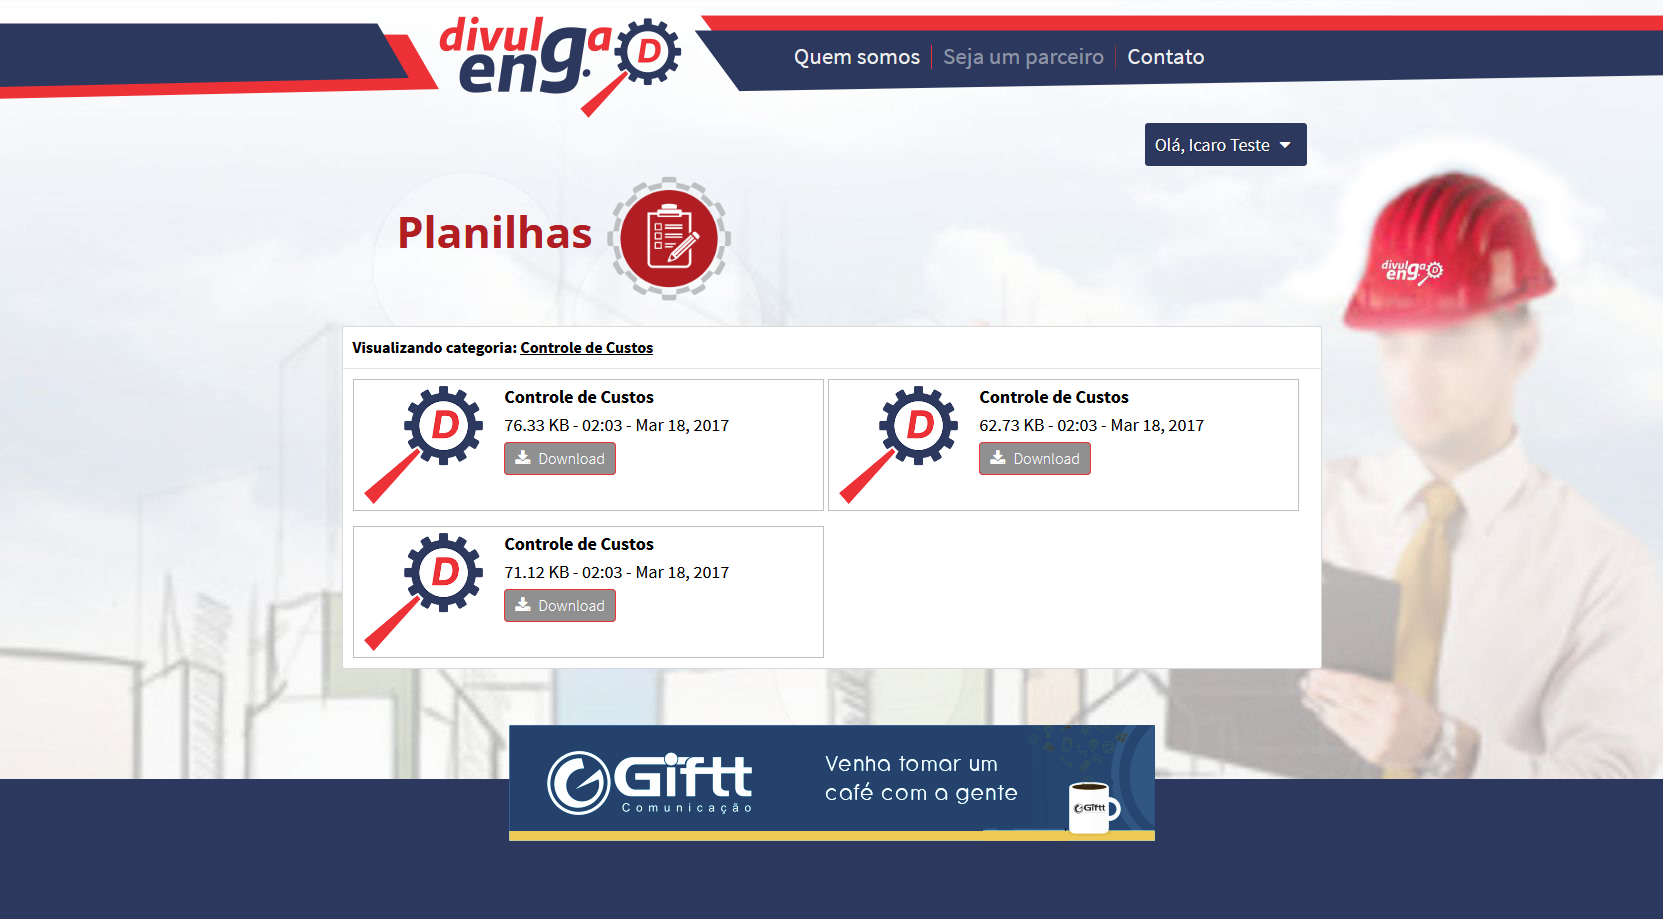 divulga
eng.
D
Quem somos
Seja um parceiro
Contato
Olá, Icaro Teste
Planilhas
divulga
eng.
D
Visualizando categoria: Controle de Custos
D
Controle de Custos
76.33 KB - 02:03 - Mar 18, 2017
Download
D
Controle de Custos
62.73 KB - 02:03 - Mar 18, 2017
Download
D
Controle de Custos
71.12 KB - 02:03 - Mar 18, 2017
Download
Giftt
Comunicação
Venha tomar um
café com a gente
Giftt